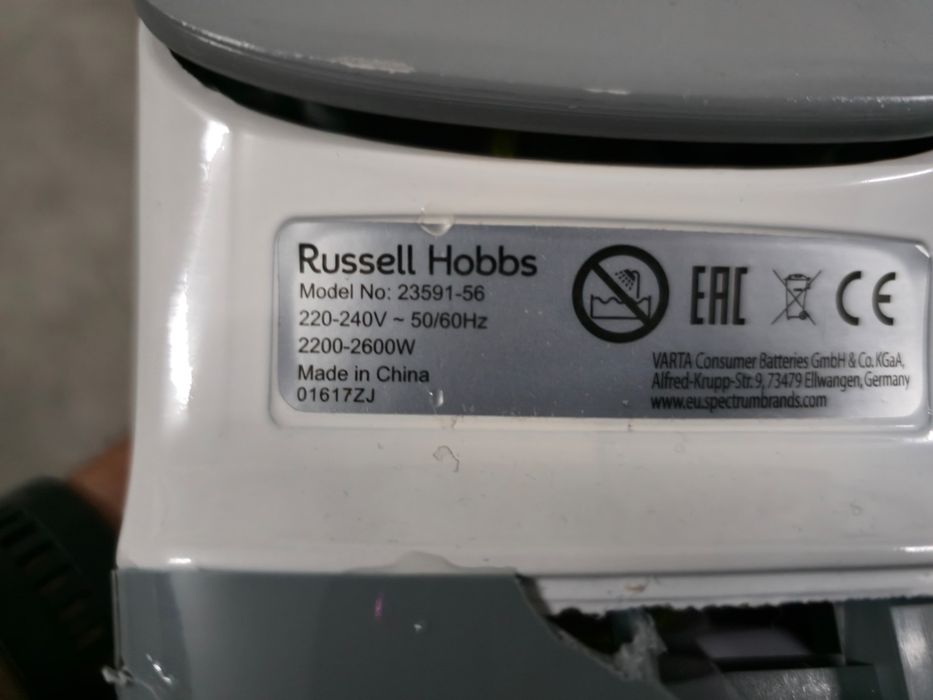 Russell Hobbs
Model No: 23591-56
220-240V ~ 50/60Hz
2200-2600W
Made in China
01617ZJ
EAC
CE
VARTA Consumer Batteries GmbH & Co. KGaA,
Alfred-Krupp-Str. 9, 73479 Ellwangen, Germany
www.eu.spectrumbrands.com